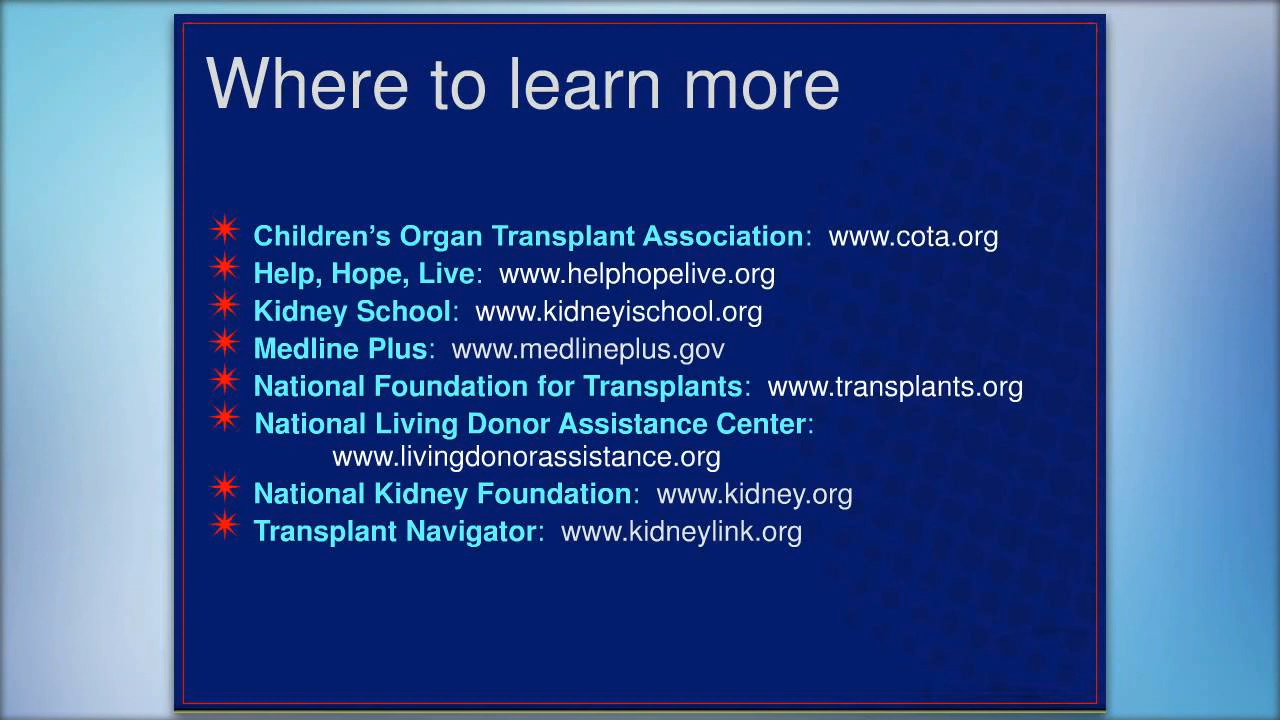 Where to learn more
Children’s Organ Transplant Association: www.cota.org
Help, Hope, Live: www.helphopelive.org
Kidney School: www.kidneyischool.org
Medline Plus: www.medlineplus.gov
National Foundation for Transplants: www.transplants.org
National Living Donor Assistance Center:
www.livingdonorassistance.org
National Kidney Foundation: www.kidney.org
Transplant Navigator: www.kidneylink.org